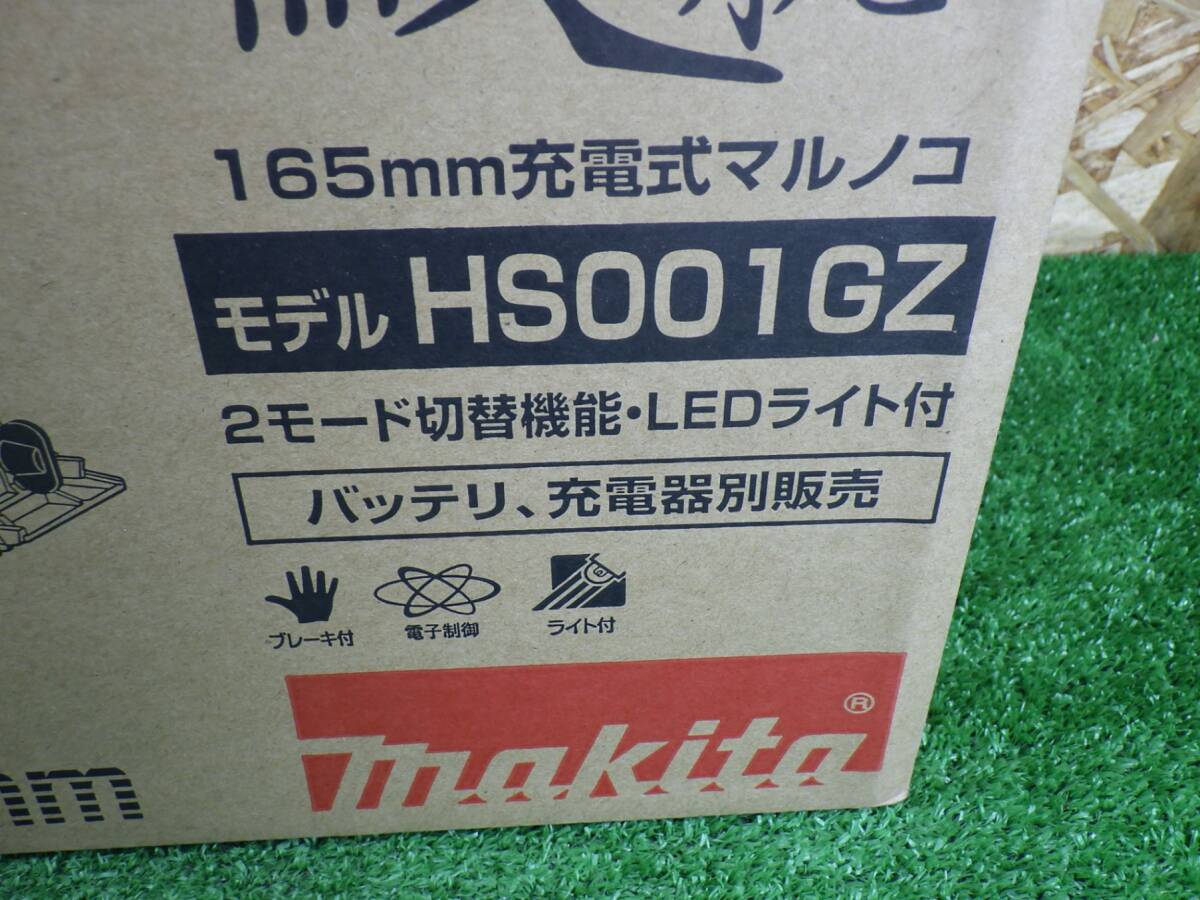 165mm充電式マルノコ
モデル HS001GZ
2モード切替機能・LEDライト付
バッテリ、充電器別販売
ブレーキ付 電子制御 ライト付
makita®
mm